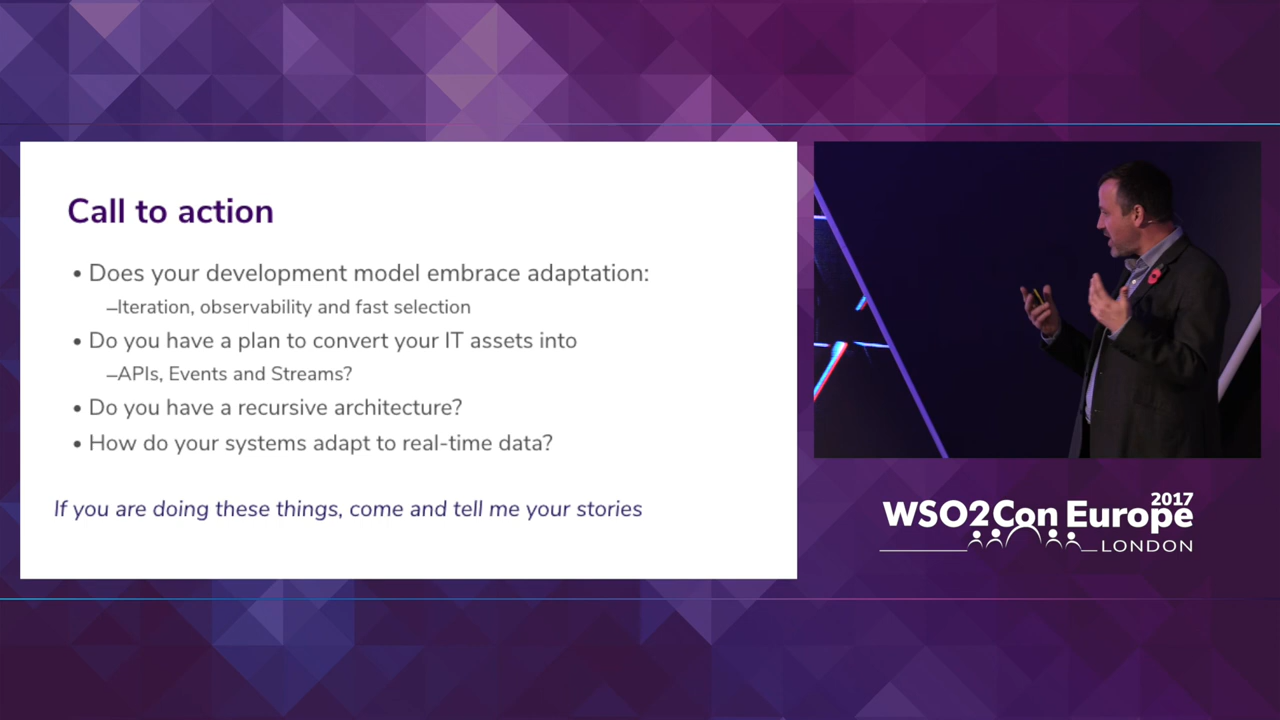 Call to action
• Does your development model embrace adaptation:
–Iteration, observability and fast selection
• Do you have a plan to convert your IT assets into
–APIs, Events and Streams?
• Do you have a recursive architecture?
• How do your systems adapt to real-time data?
If you are doing these things, come and tell me your stories
2017
WSO2Con Europe
LONDON